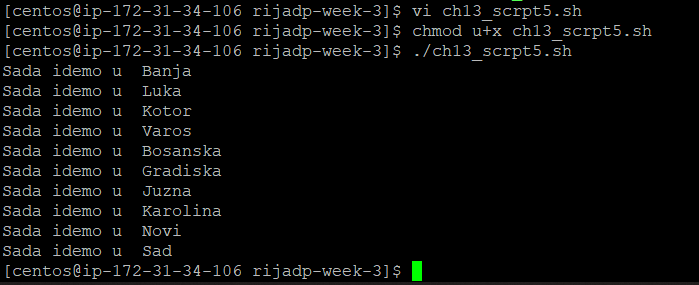 [centos@ip-172-31-34-106 rijadp-week-3]$ vi ch13_scrpt5.sh
[centos@ip-172-31-34-106 rijadp-week-3]$ chmod u+x ch13_scrpt5.sh
[centos@ip-172-31-34-106 rijadp-week-3]$ ./ch13_scrpt5.sh
Sada idemo u  Banja
Sada idemo u  Luka
Sada idemo u  Kotor
Sada idemo u  Varos
Sada idemo u  Bosanska
Sada idemo u  Gradiska
Sada idemo u  Juzna
Sada idemo u  Karolina
Sada idemo u  Novi
Sada idemo u  Sad
[centos@ip-172-31-34-106 rijadp-week-3]$